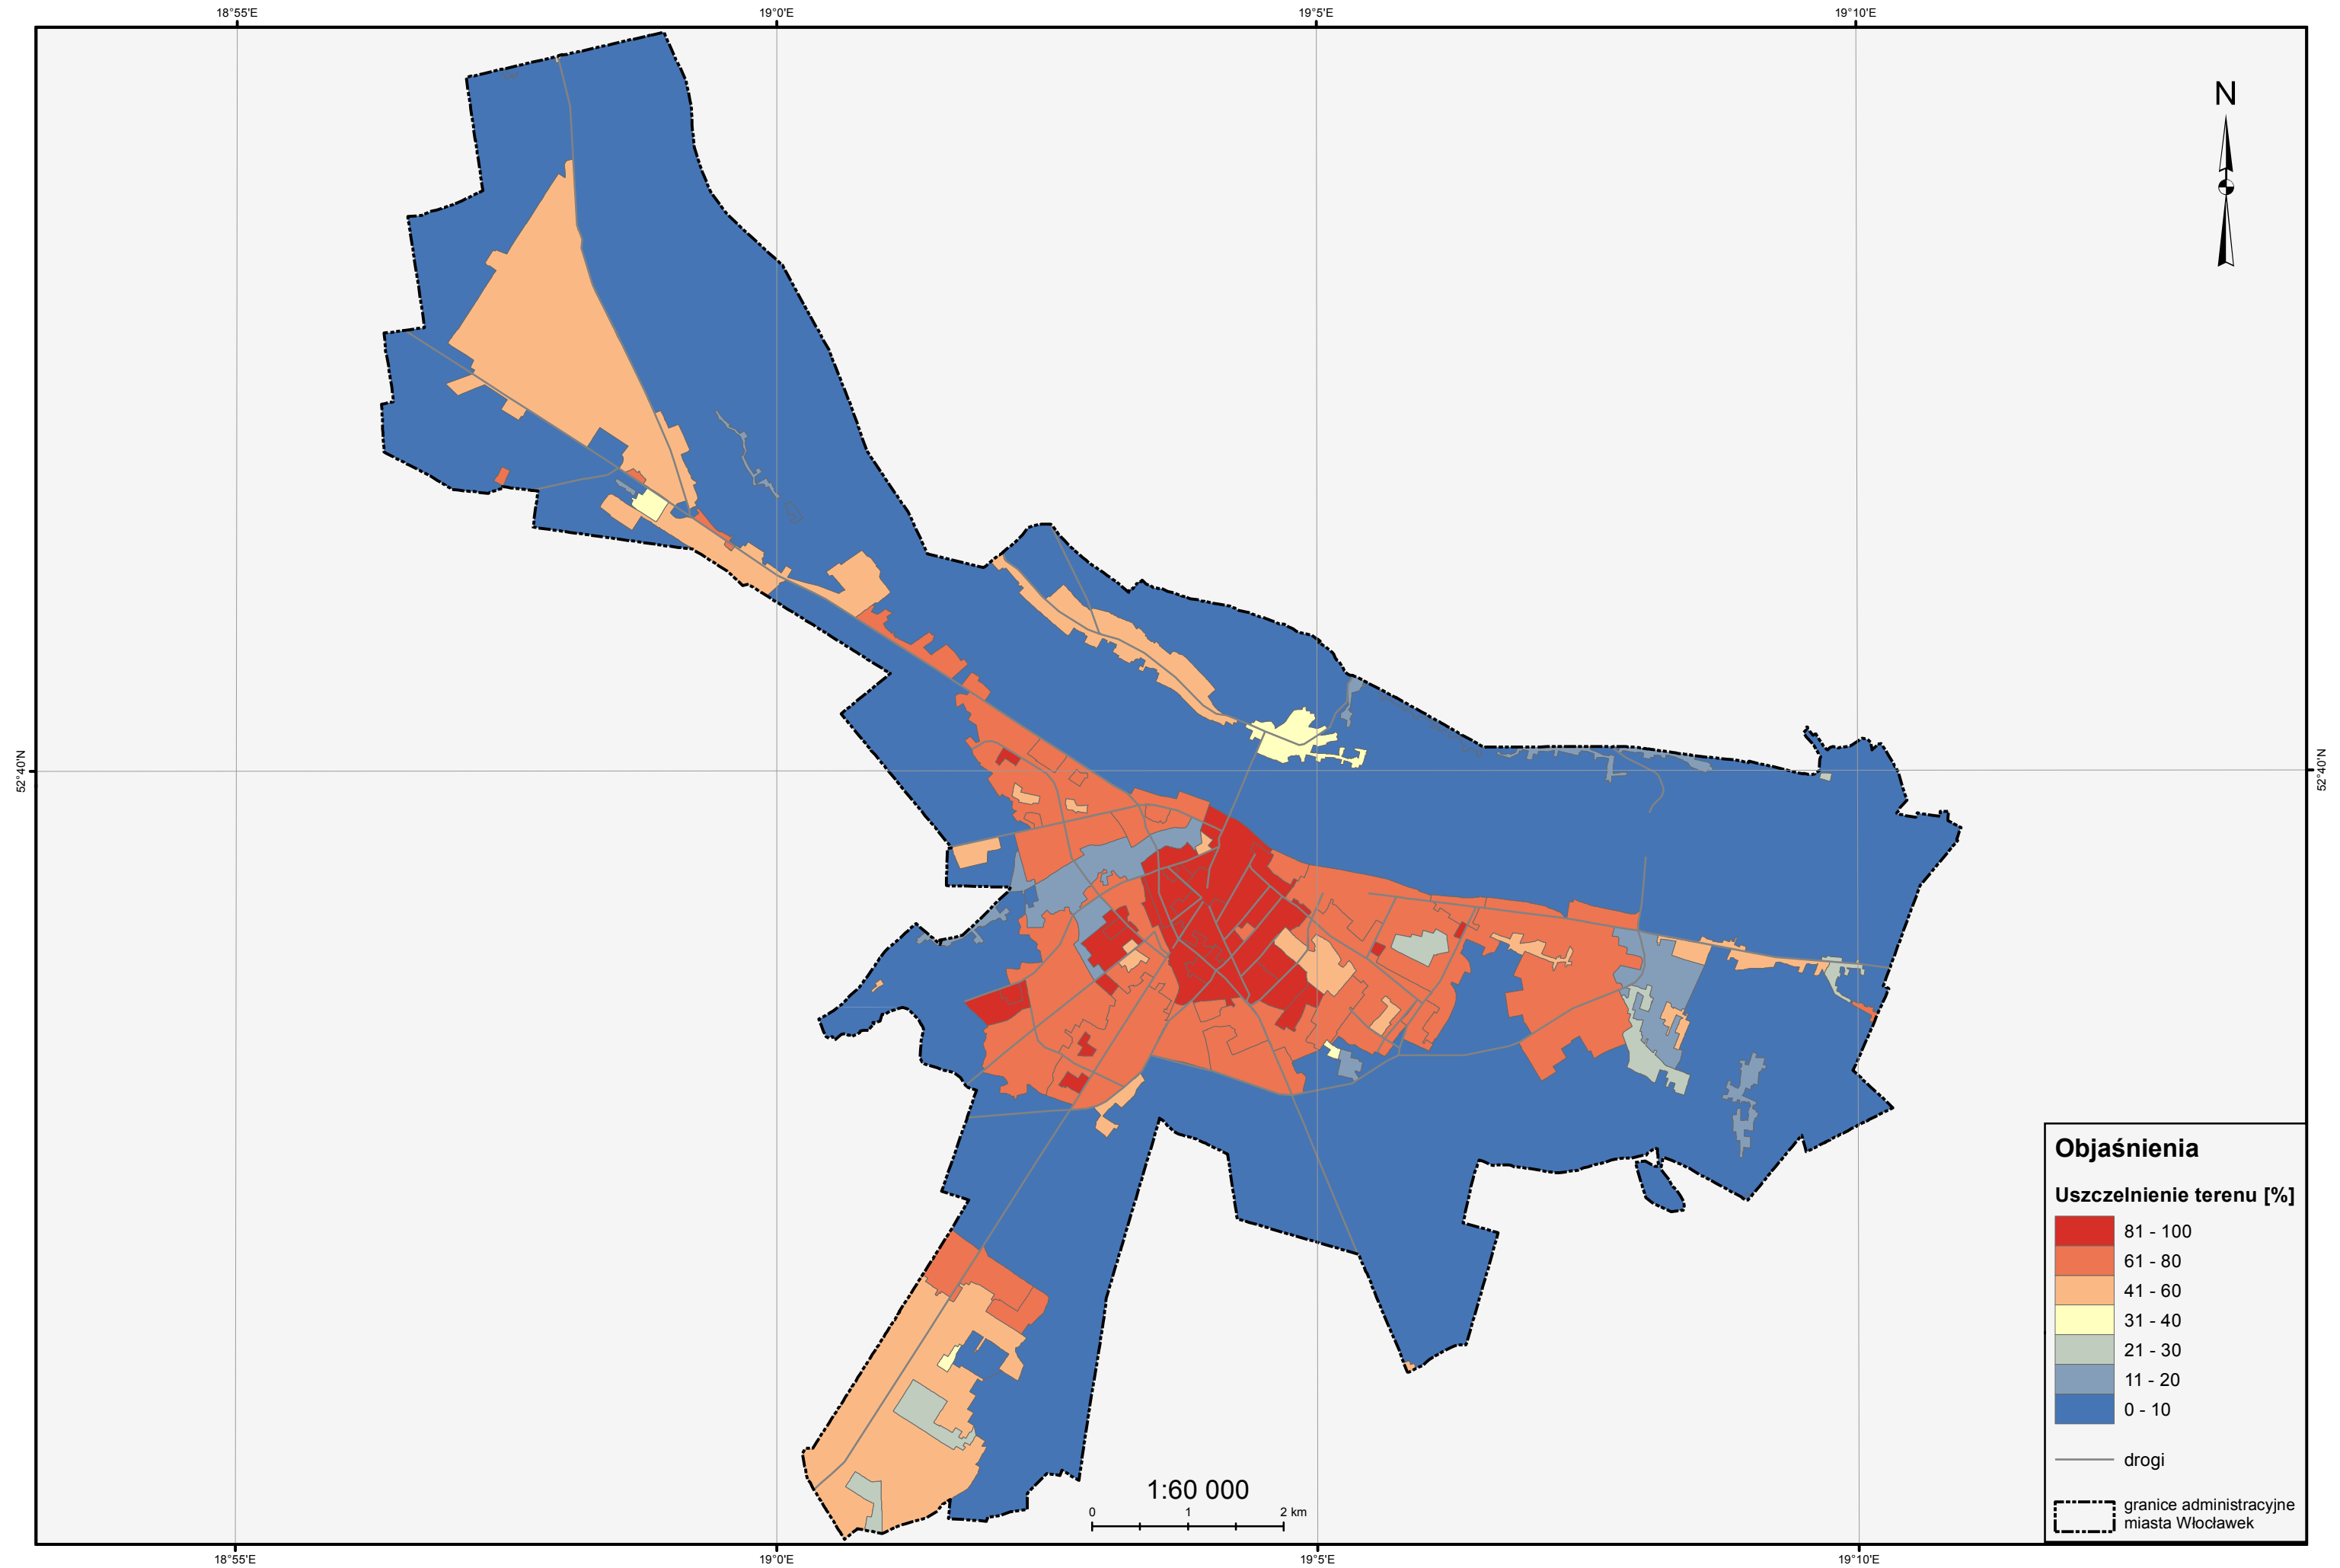 18°55'E
19°0'E
19°5'E
19°10'E
N
52°40'N
52°40'N
Objaśnienia
Uszczelnienie terenu [%]
81 - 100
61 - 80
41 - 60
31 - 40
21 - 30
11 - 20
0 - 10
drogi
granice administracyjne
miasta Włocławek
1:60 000
0 1 2 km
18°55'E
19°0'E
19°5'E
19°10'E